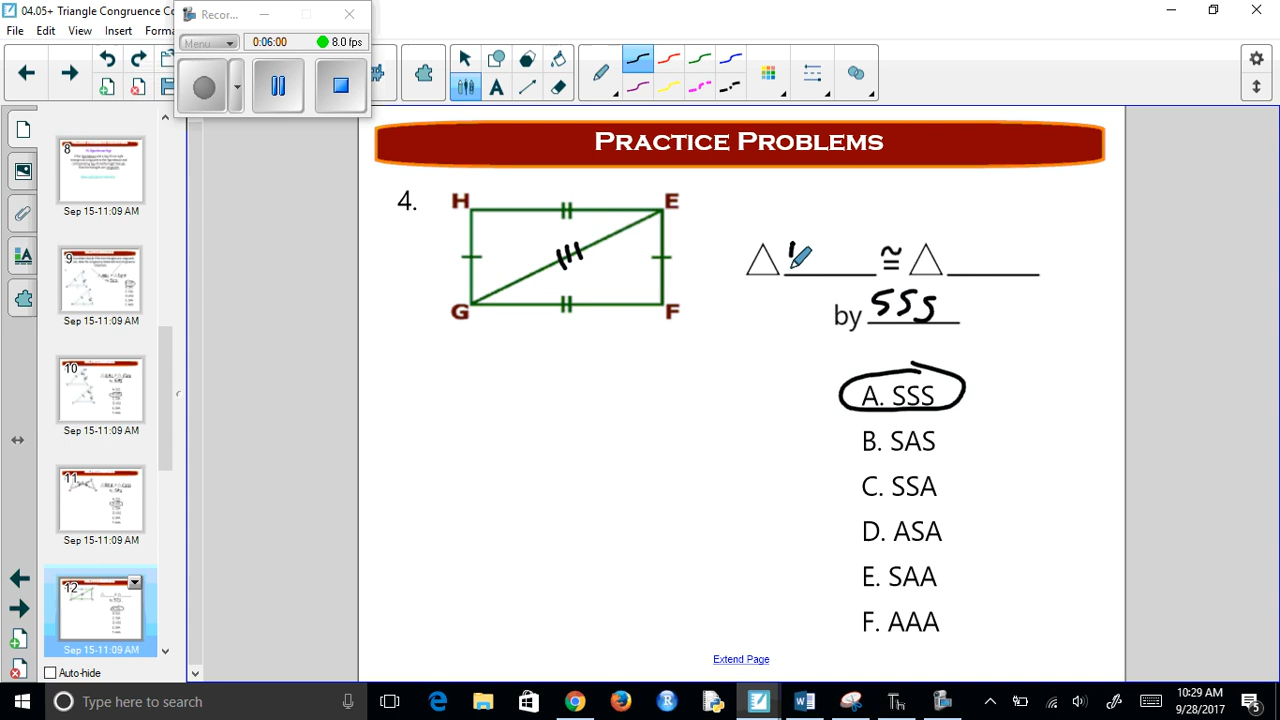 04.05+ Triangle Congruence Co
Recor...
File Edit View Insert Forma
Menu 0:06:00 8.0 fps
8
Sep 15-11:09 AM
9
Sep 15-11:09 AM
10
Sep 15-11:09 AM
11
Sep 15-11:09 AM
12
Sep 15-11:09 AM
Auto-hide
PRACTICE PROBLEMS
4.
H E
G F
△ ≅ △
by SSS
A. SSS
B. SAS
C. SSA
D. ASA
E. SAA
F. AAA
Extend Page
Type here to search
10:29 AM
9/28/2017
5